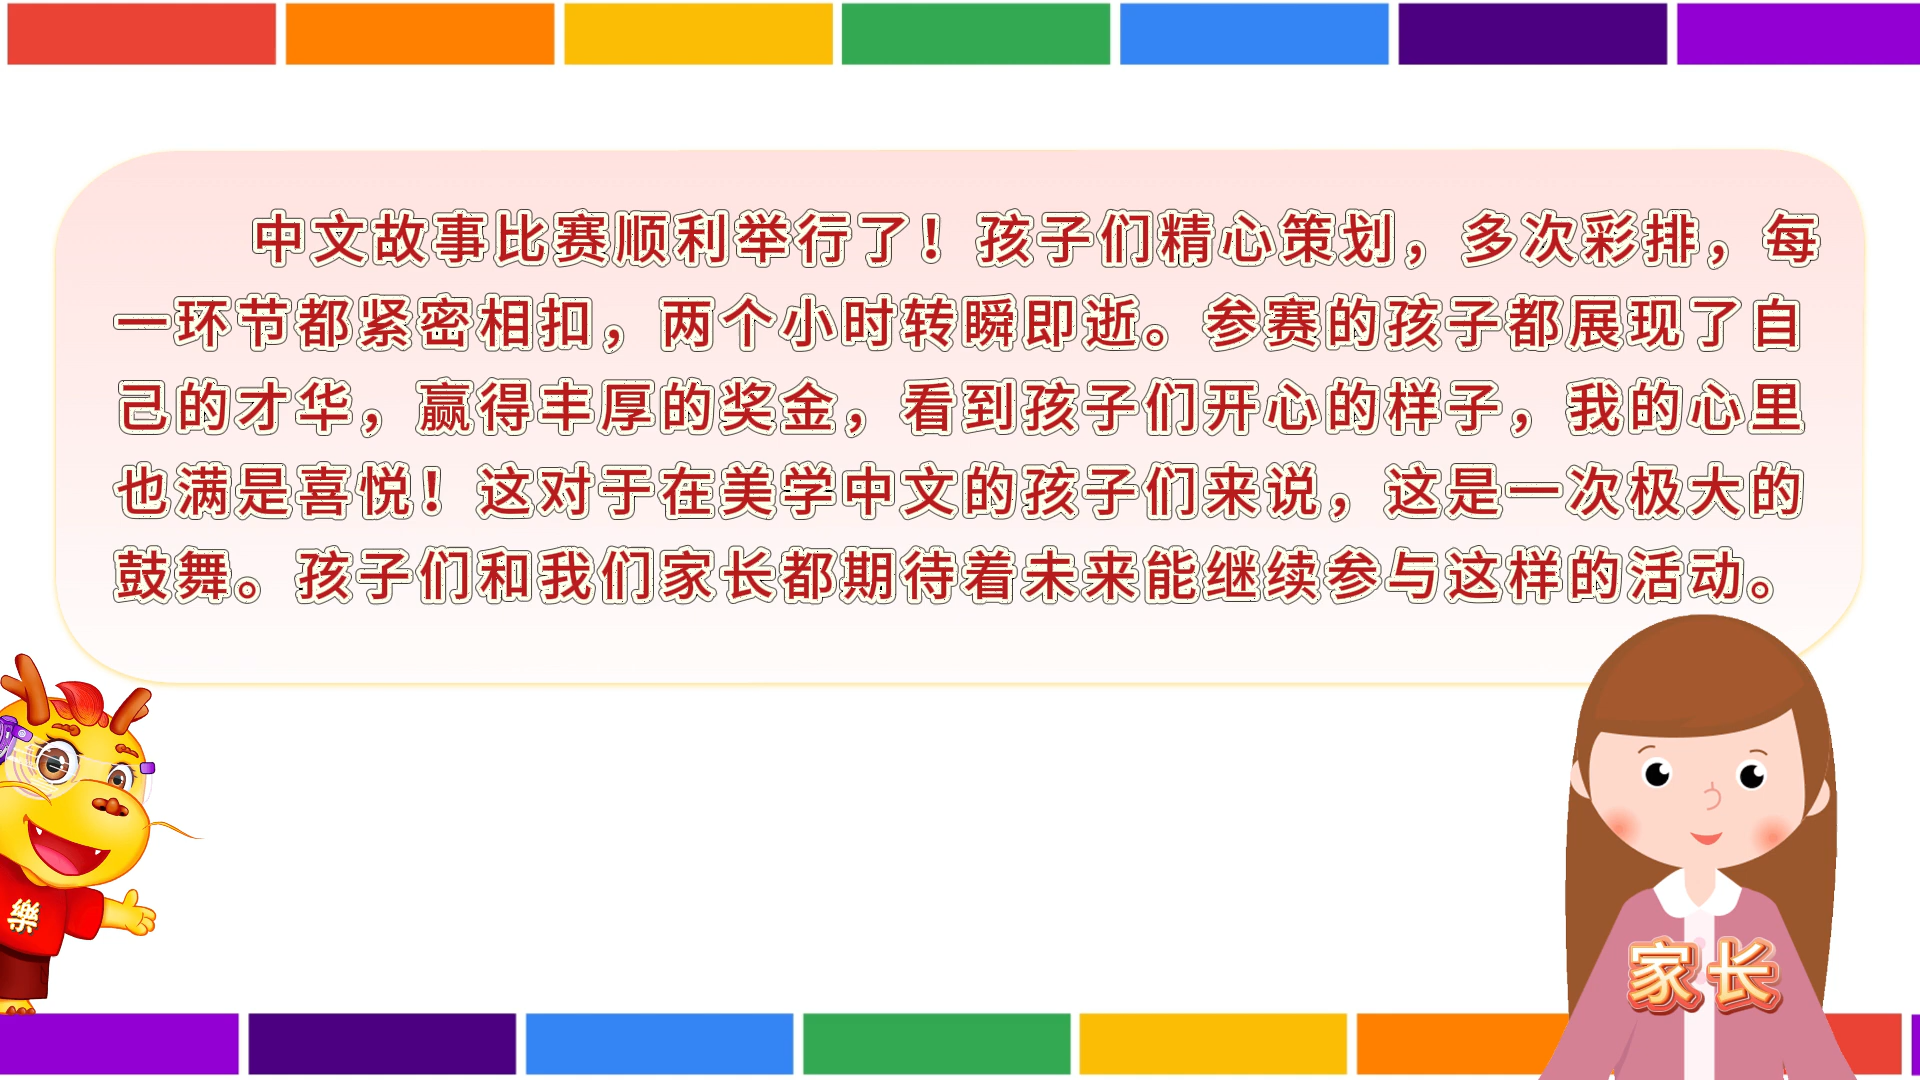 中文故事比赛顺利举行了！孩子们精心策划，多次彩排，每
一环节都紧密相扣，两个小时转瞬即逝。参赛的孩子都展现了自
己的才华，赢得丰厚的奖金，看到孩子们开心的样子，我的心里
也满是喜悦！这对于在美学中文的孩子们来说，这是一次极大的
鼓舞。孩子们和我们家长都期待着未来能继续参与这样的活动。
樂
家长